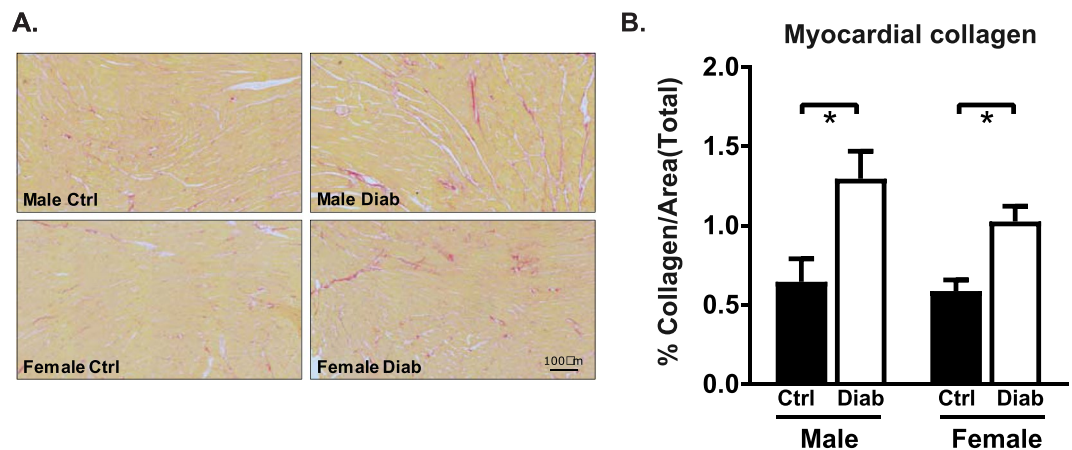 A.
Male Ctrl
Male Diab
Female Ctrl
Female Diab
100□m
B.
Myocardial collagen
% Collagen/Area(Total)
2.0
1.5
1.0
0.5
0.0
*
*
Ctrl Diab Ctrl Diab
Male Female